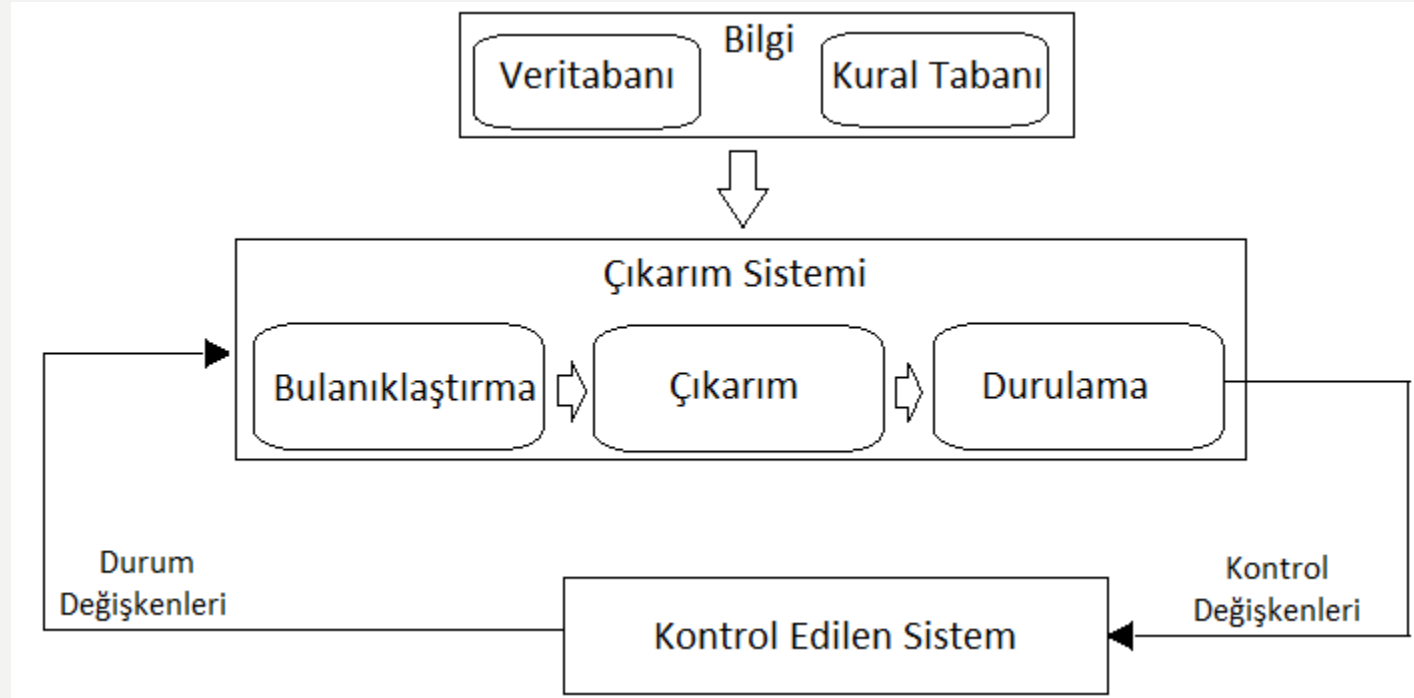 Bilgi
Veritabanı
Kural Tabanı
Çıkarım Sistemi
Bulanıklaştırma
Çıkarım
Durulama
Durum
Değişkenleri
Kontrol
Değişkenleri
Kontrol Edilen Sistem